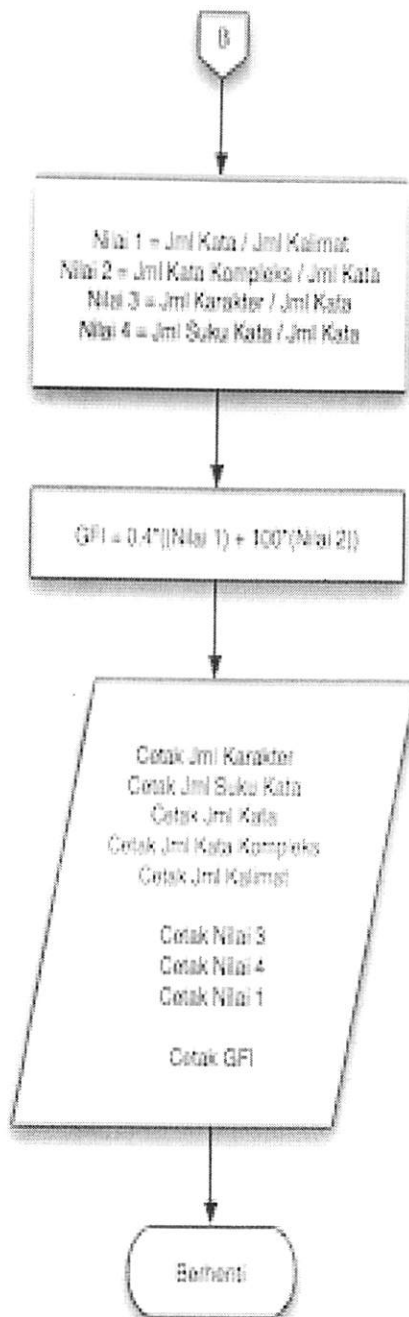 B
Nilai 1 = Jml Kata / Jml Kalimat
Nilai 2 = Jml Kata Kompleks / Jml Kata
Nilai 3 = Jml Karakter / Jml Kata
Nilai 4 = Jml Suku Kata / Jml Kata
GFI = 0.4*((Nilai 1) + 100*(Nilai 2))
Cetak Jml Karakter
Cetak Jml Suku Kata
Cetak Jml Kata
Cetak Jml Kata Kompleks
Cetak Jml Kalimat
Cetak Nilai 3
Cetak Nilai 4
Cetak Nilai 1
Cetak GFI
Berhenti